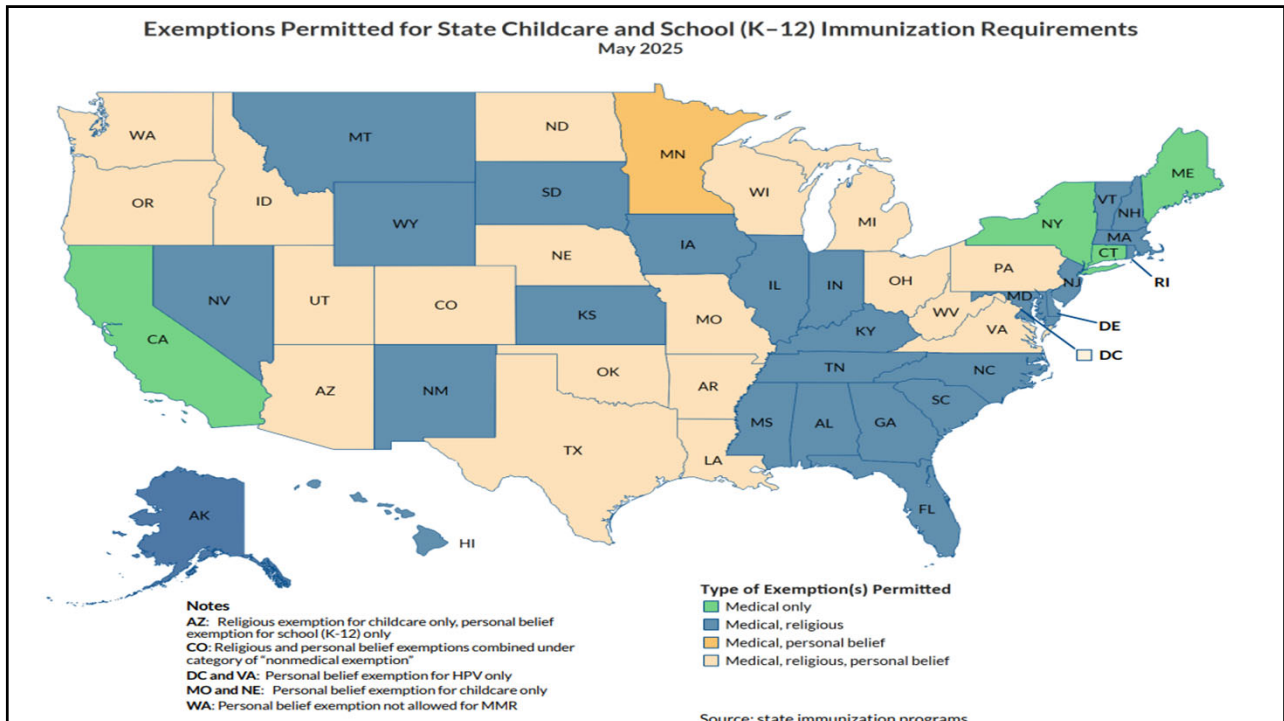 Exemptions Permitted for State Childcare and School (K–12) Immunization Requirements
May 2025
WA
MT
ND
MN
ME
OR
ID
SD
WI
VT
NH
WY
MI
NY
MA
IA
CT
NE
PA
RI
NV
UT
IL
IN
OH
NJ
CO
MD
WV
KS
MO
VA
DE
CA
KY
DC
NC
TN
OK
AZ
NM
AR
SC
MS
AL
GA
TX
LA
FL
AK
HI
Notes
AZ: Religious exemption for childcare only, personal belief
exemption for school (K-12) only
CO: Religious and personal belief exemptions combined under
category of "nonmedical exemption"
DC and VA: Personal belief exemption for HPV only
MO and NE: Personal belief exemption for childcare only
WA: Personal belief exemption not allowed for MMR
Type of Exemption(s) Permitted
Medical only
Medical, religious
Medical, personal belief
Medical, religious, personal belief
Source: state immunization programs